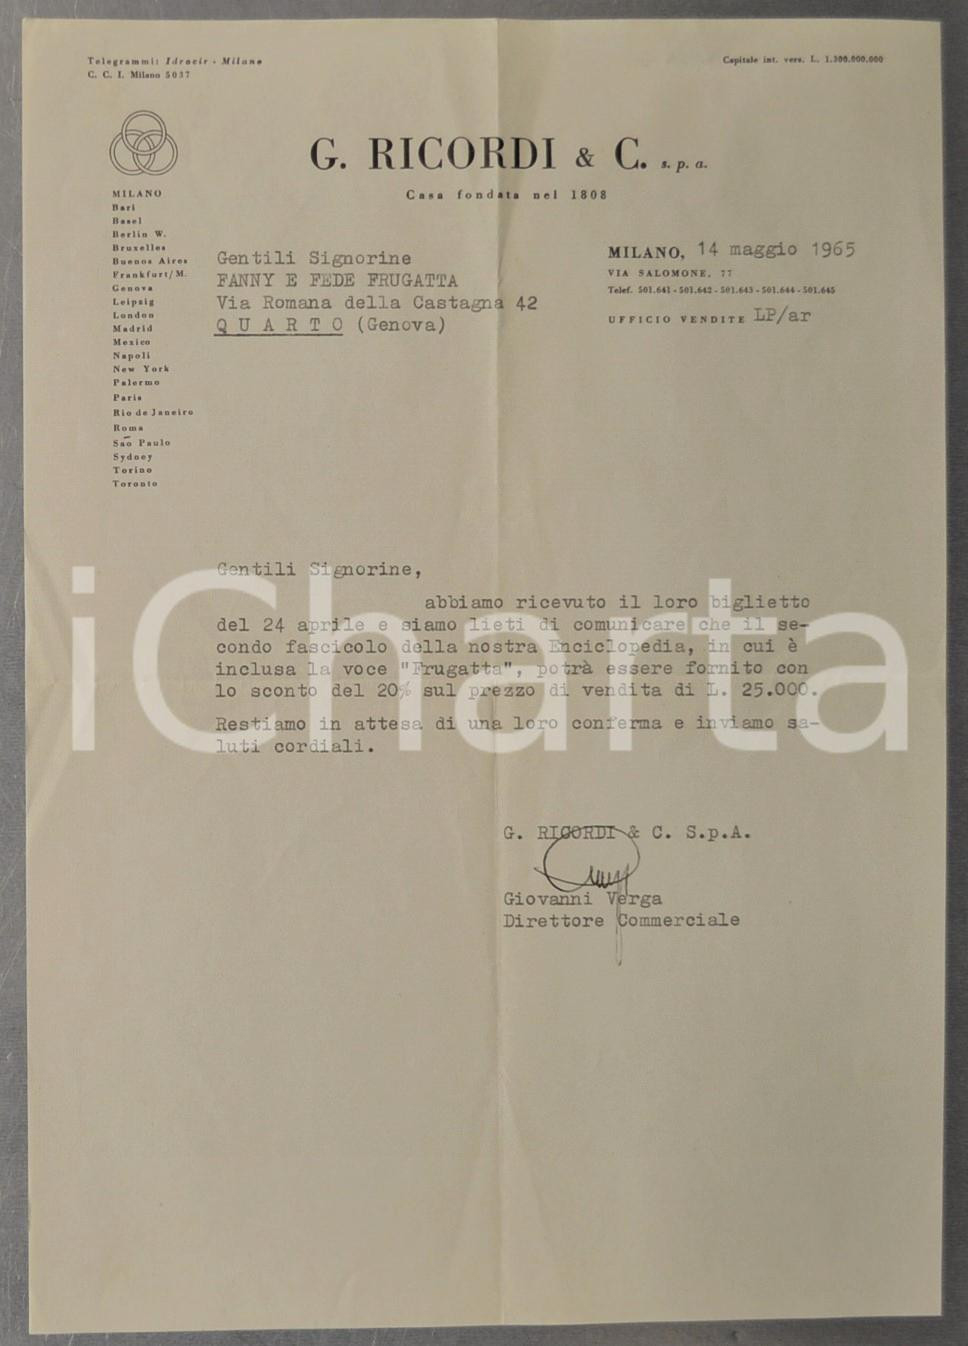 Telegrammi: Idrocir - Milano
C. C. I. Milano 5037
Capitale int. vers. L. 1.300.000.000
G. RICORDI & C. s. p. a.
Casa fondata nel 1808
MILANO
Bari
Basel
Berlin W.
Bruxelles
Buenos Aires
Frankfurt/M.
Genova
Leipzig
London
Madrid
Mexico
Napoli
New York
Palermo
Paris
Rio de Janeiro
Roma
São Paulo
Sydney
Torino
Toronto
Gentili Signorine
FANNY E FEDE FRUGATTA
Via Romana della Castagna 42
Q U A R T O (Genova)
MILANO, 14 maggio 1965
VIA SALOMONE, 77
Telef. 501.641 - 501.642 - 501.643 - 501.644 - 501.645
UFFICIO VENDITE LP/ar
Gentili Signorine,
abbiamo ricevuto il loro biglietto
del 24 aprile e siamo lieti di comunicare che il se-
condo fascicolo della nostra Enciclopedia, in cui è
inclusa la voce "Frugatta", potrà essere fornito con
lo sconto del 20% sul prezzo di vendita di L. 25.000.
Restiamo in attesa di una loro conferma e inviamo sa-
luti cordiali.
iCharta
G. RICORDI & C. S.p.A.
Giovanni Verga
Direttore Commerciale